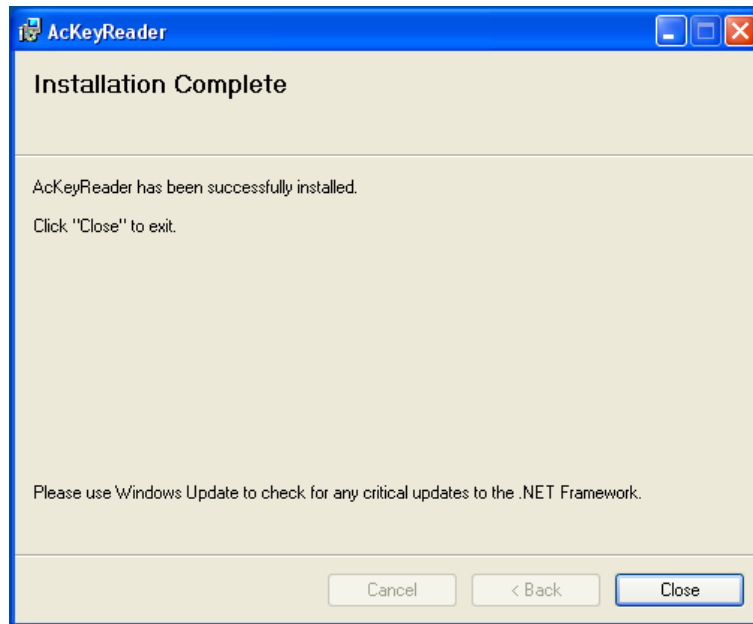 AcKeyReader
Installation Complete
AcKeyReader has been successfully installed.
Click "Close" to exit.
Please use Windows Update to check for any critical updates to the .NET Framework.
Cancel
< Back
Close